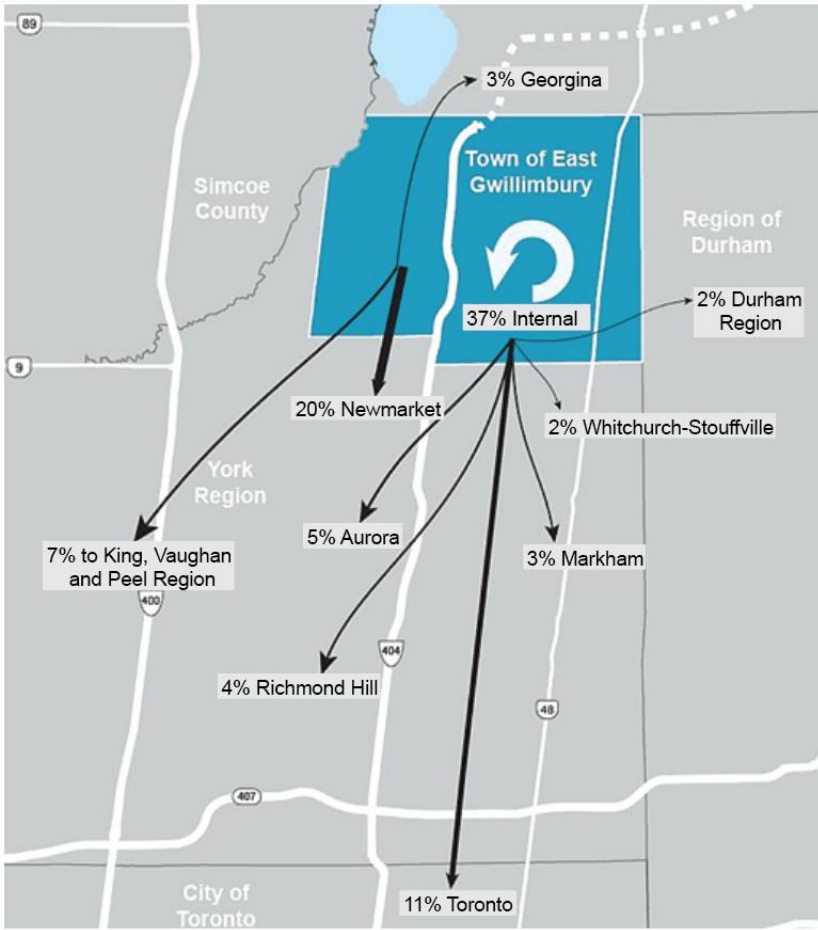 89
3% Georgina
Town of East
Gwillimbury
Simcoe
County
Region of
Durham
2% Durham
Region
37% Internal
9
20% Newmarket
2% Whitchurch-Stouffville
York
Region
5% Aurora
7% to King, Vaughan
and Peel Region
3% Markham
400
404
4% Richmond Hill
48
407
City of
Toronto
11% Toronto